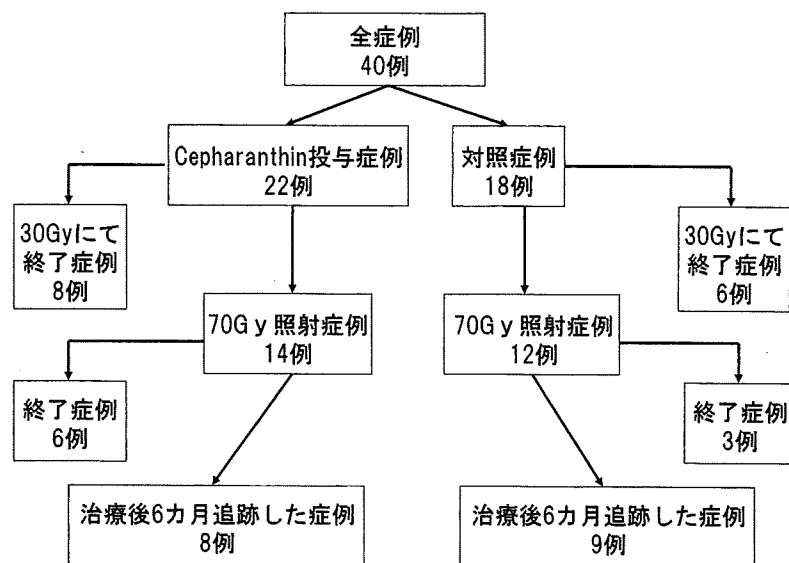 全症例
40例
Cepharanthin投与症例
22例
対照症例
18例
30Gyにて
終了症例
8例
30Gyにて
終了症例
6例
70Gy照射症例
14例
70Gy照射症例
12例
終了症例
6例
終了症例
3例
治療後6カ月追跡した症例
8例
治療後6カ月追跡した症例
9例